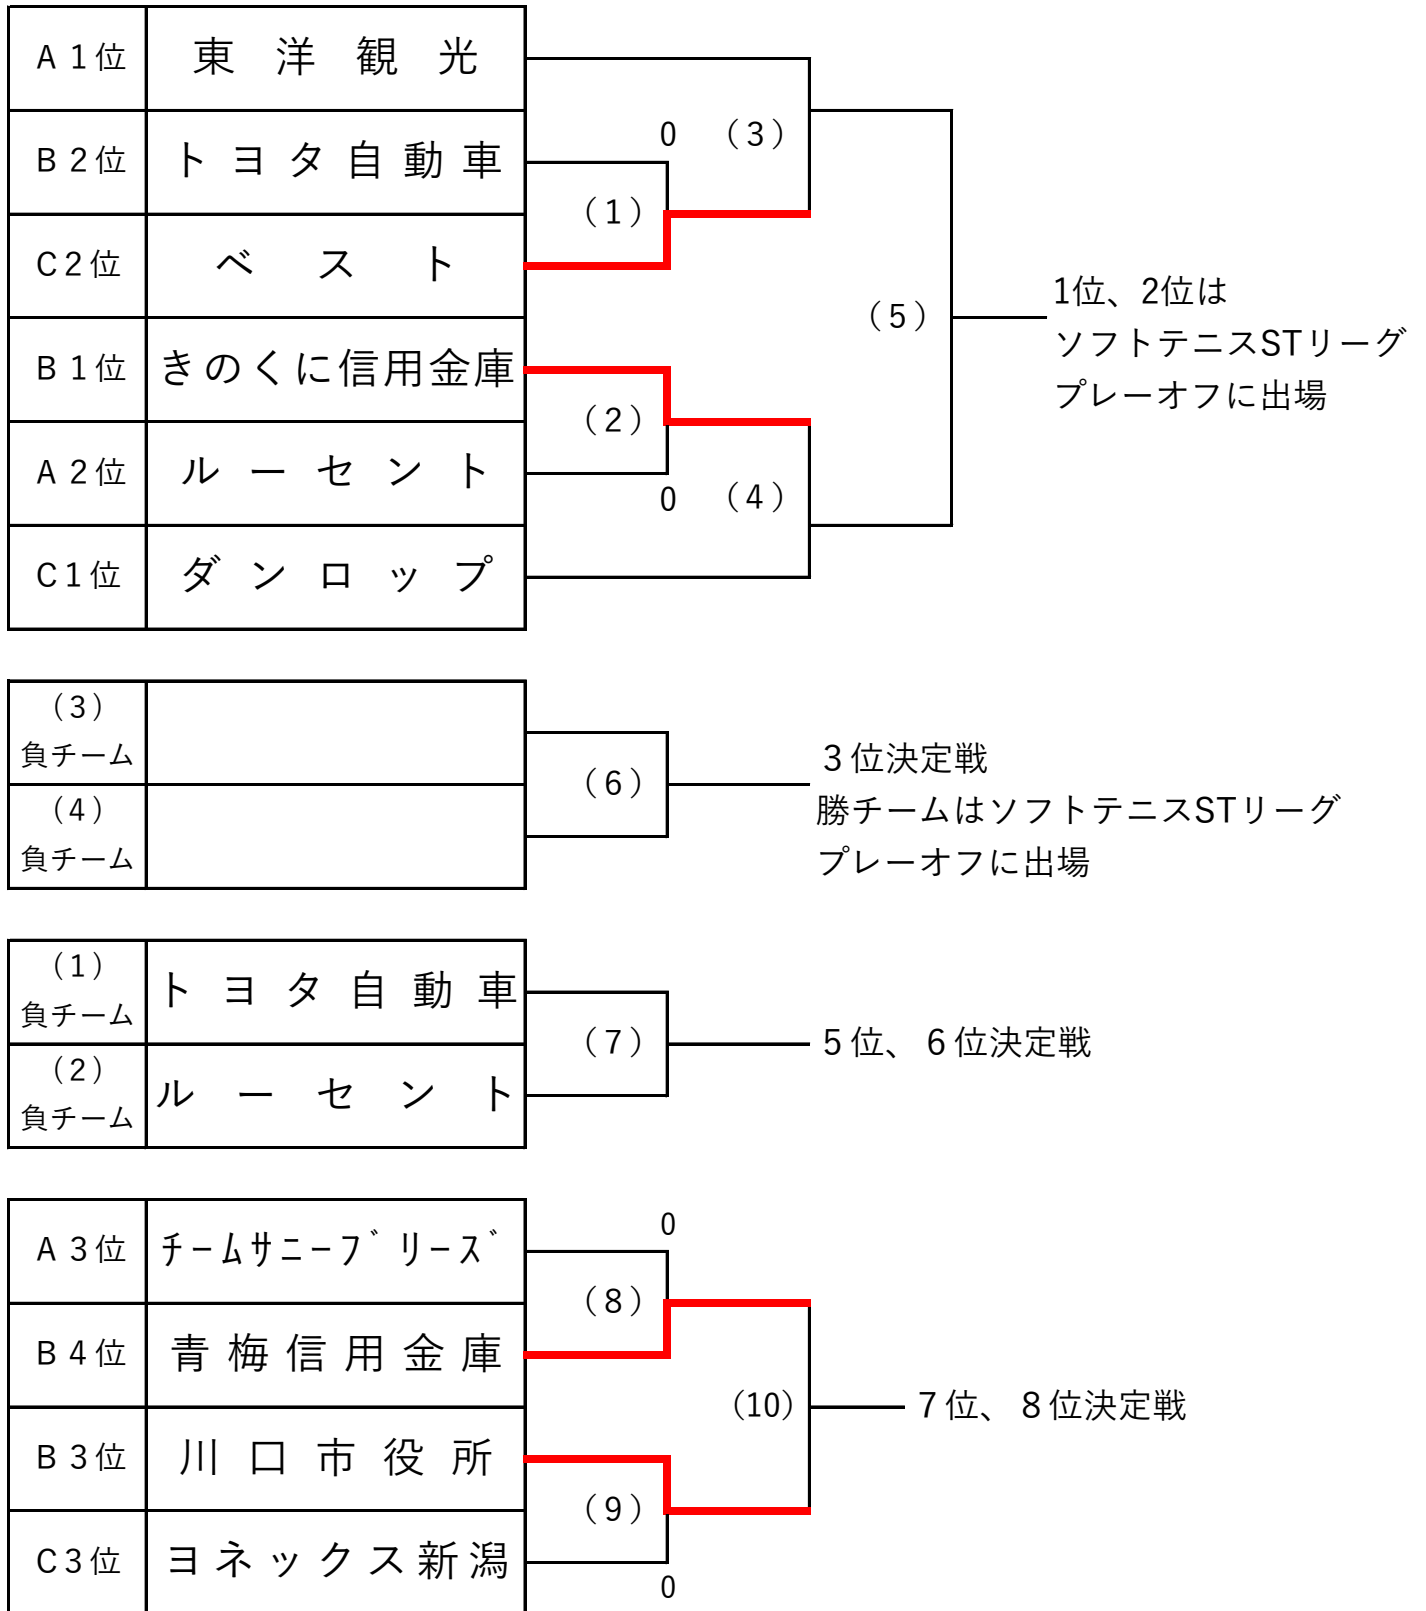 A 1位 東洋観光
0 (3)
B 2位 トヨタ自動車
(1)
C2位 ベスト
1位、2位は
(5)
ソフトテニスSTリーグ
B 1位 きのくに信用金庫
プレーオフに出場
(2)
A 2位 ルーセント
0 (4)
C1位 ダンロップ
(3)
負チーム
(6)
3位決定戦
(4)
負チーム
勝チームはソフトテニスSTリーグ
プレーオフに出場
(1)
負チーム
トヨタ自動車
(7)
5位、6位決定戦
(2)
負チーム
ルーセント
0
A 3位 ﾁｰﾑｻﾆｰﾌﾞﾘｰｽﾞ
(8)
B 4位 青梅信用金庫
(10)
7位、8位決定戦
B 3位 川口市役所
(9)
C3位 ヨネックス新潟
0